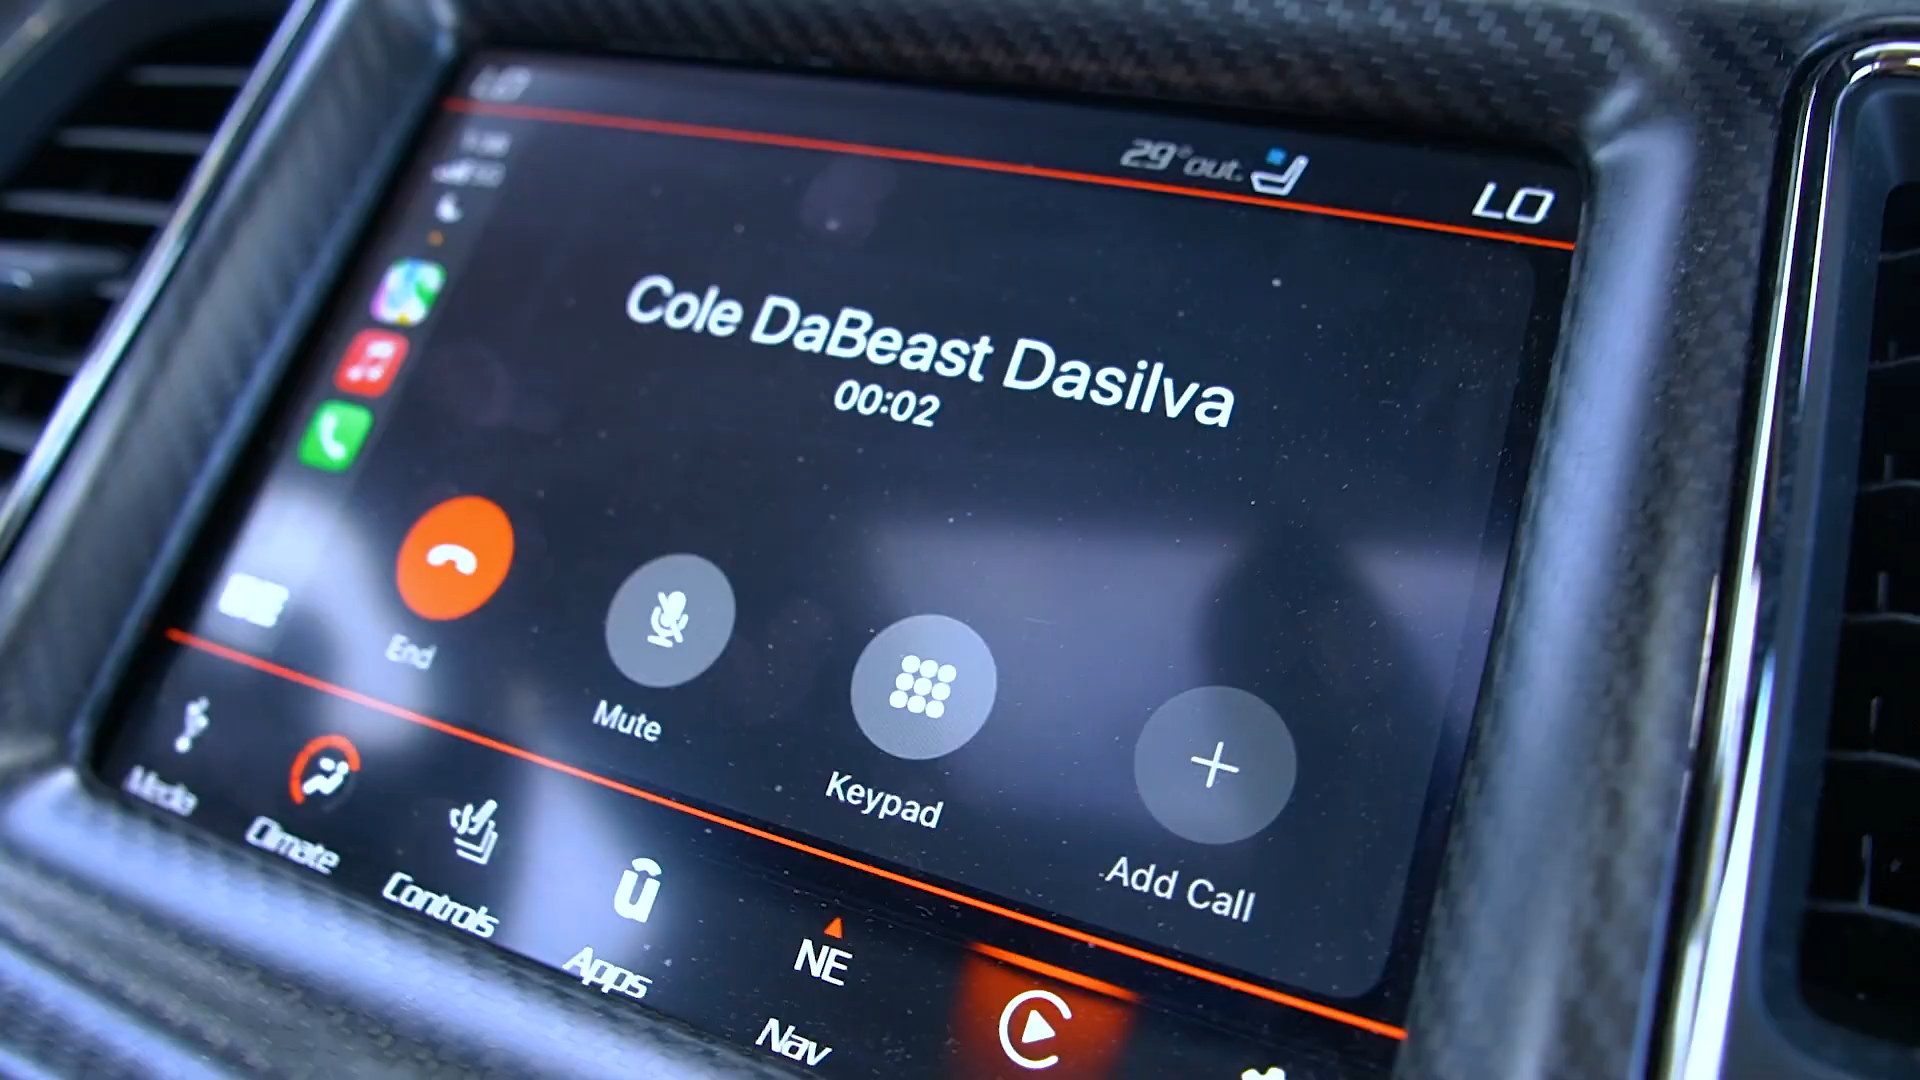 LO
29° out.
LO
Cole DaBeast Dasilva
00:02
End
Mute
Keypad
Add Call
Media
Climate
Controls
Apps
NE
Nav